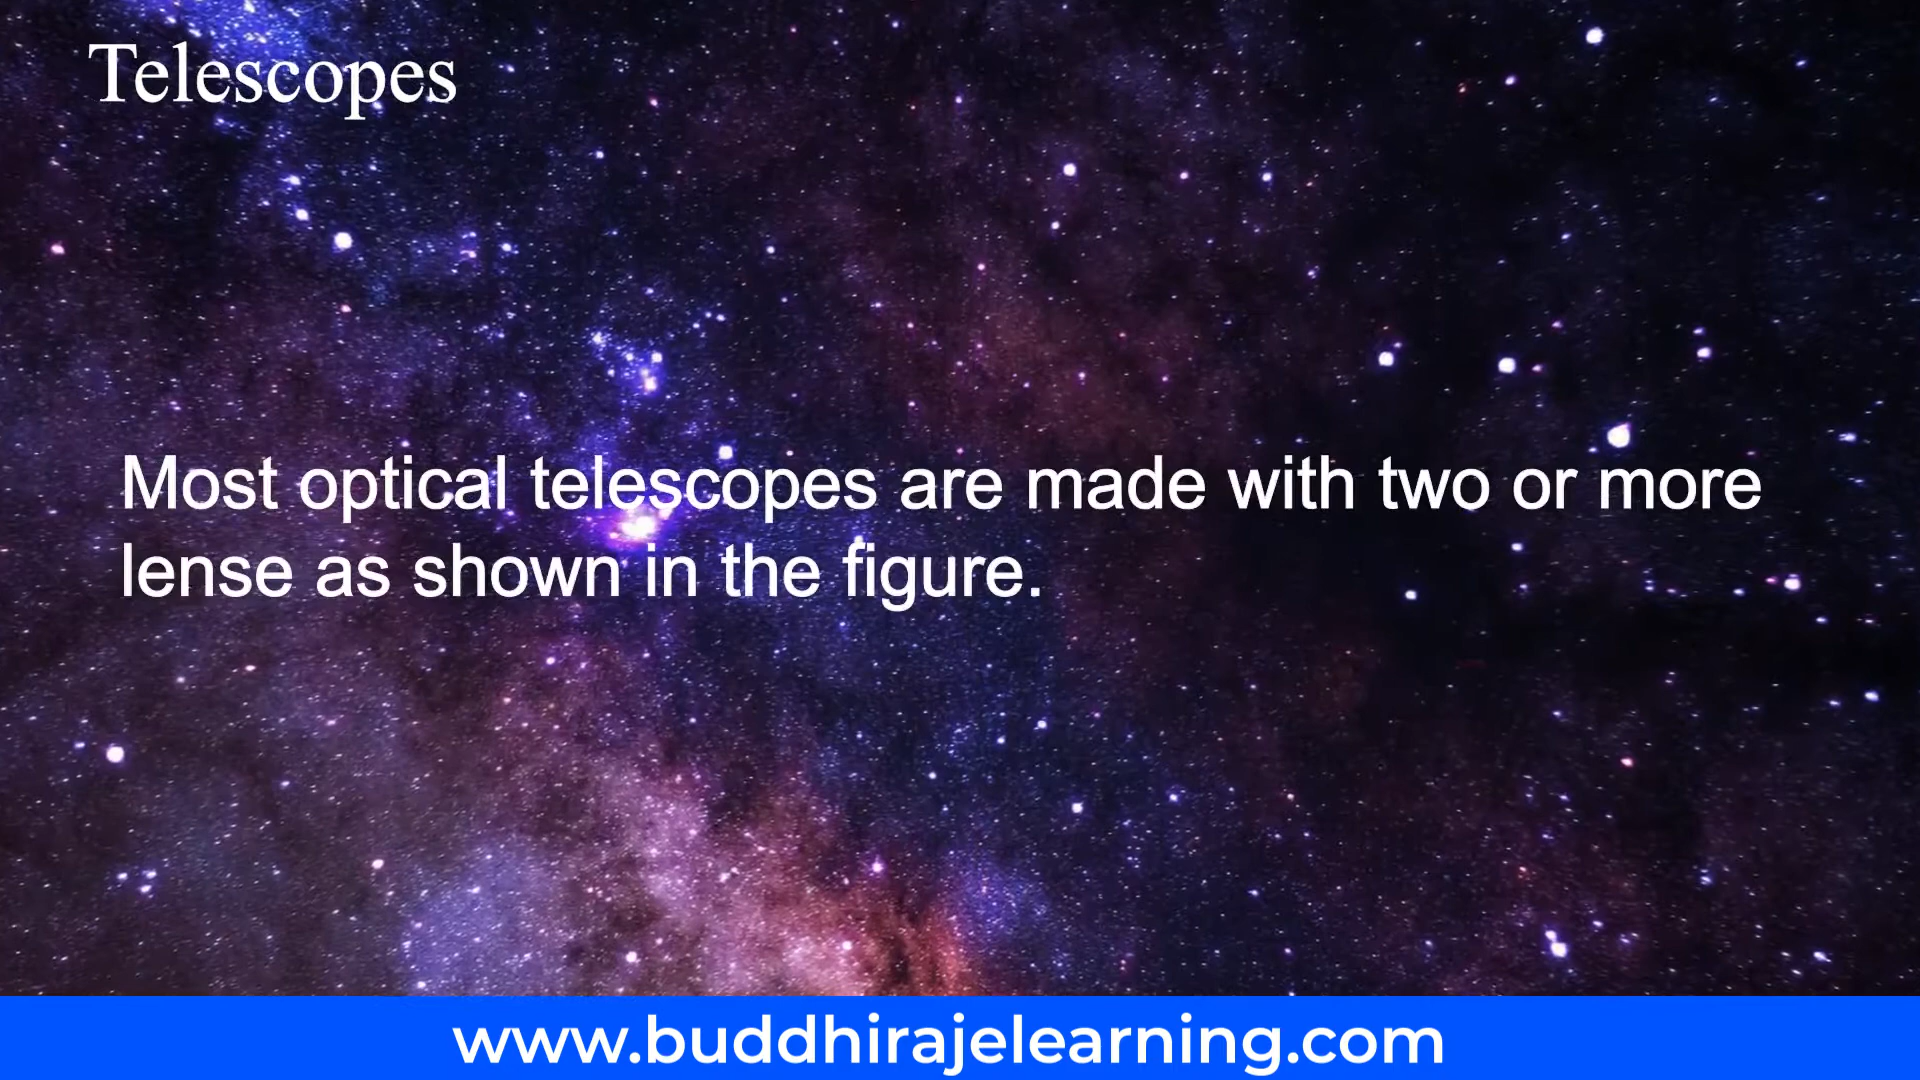 Telescopes
Most optical telescopes are made with two or more
lense as shown in the figure.
www.buddhirajelearning.com